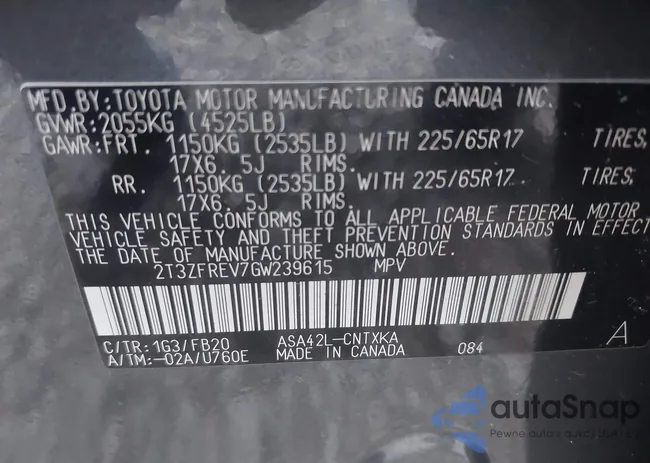 MFD.BY:TOYOTA MOTOR MANUFACTURING CANADA INC.
GVWR:2055KG (4525LB)
GAWR:FRT. 1150KG (2535LB) WITH 225/65R17 TIRES,
17X6.5J RIMS.
RR. 1150KG (2535LB) WITH 225/65R17 TIRES,
17X6.5J RIMS.
THIS VEHICLE CONFORMS TO ALL APPLICABLE FEDERAL MOTOR
VEHICLE SAFETY AND THEFT PREVENTION STANDARDS IN EFFECT
THE DATE OF MANUFACTURE SHOWN ABOVE.
2T3ZFREV7GW239615 MPV
C/TR:1G3/FB20 ASA42L-CNTXKA
A/TM:-02A/U760E MADE IN CANADA 084 A
autaSnap
Pewne auta z aukcji